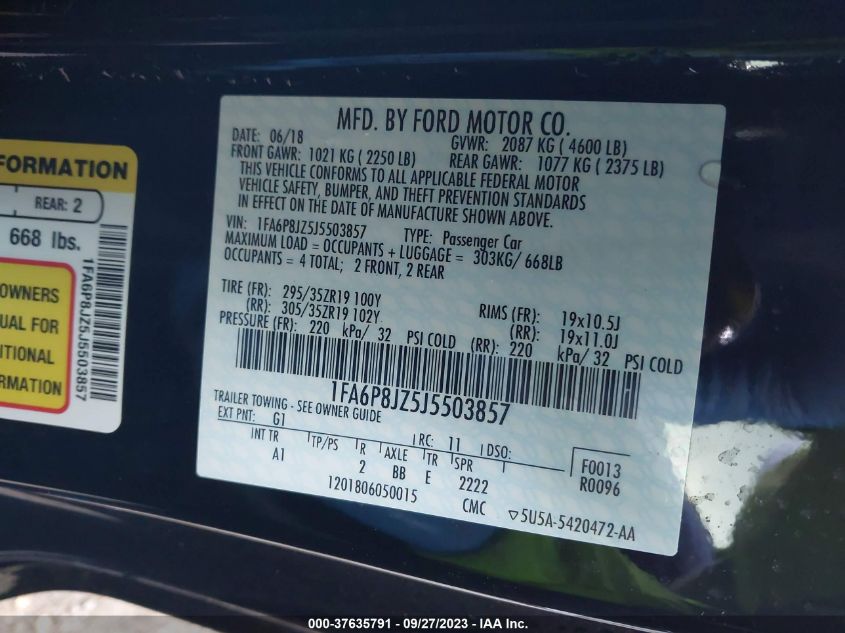 FORMATION
REAR: 2
668 lbs.
OWNERS
UAL FOR
ITIONAL
RMATION
1FA6P8JZ5J5503857
MFD. BY FORD MOTOR CO.
DATE: 06/18 GVWR: 2087 KG ( 4600 LB)
FRONT GAWR: 1021 KG ( 2250 LB) REAR GAWR: 1077 KG ( 2375 LB)
THIS VEHICLE CONFORMS TO ALL APPLICABLE FEDERAL MOTOR
VEHICLE SAFETY, BUMPER, AND THEFT PREVENTION STANDARDS
IN EFFECT ON THE DATE OF MANUFACTURE SHOWN ABOVE.
VIN: 1FA6P8JZ5J5503857 TYPE: Passenger Car
MAXIMUM LOAD = OCCUPANTS + LUGGAGE = 303KG/ 668LB
OCCUPANTS = 4 TOTAL; 2 FRONT, 2 REAR
TIRE (FR): 295/35ZR19 100Y RIMS (FR): 19x10.5J
(RR): 305/35ZR19 102Y (RR): 19x11.0J
PRESSURE (FR): 220 kPa/ 32 PSI COLD (RR): 220 kPa/ 32 PSI COLD
1FA6P8JZ5J5503857
TRAILER TOWING - SEE OWNER GUIDE
EXT PNT: G1 RC: 11 DSO: F0013
INT TR TP/PS R AXLE TR SPR R0096
A1 2 BB E 2222
1201806050015 CMC ▽5U5A-5420472-AA
000-37635791 / 09/27/2023 / IAA Inc.